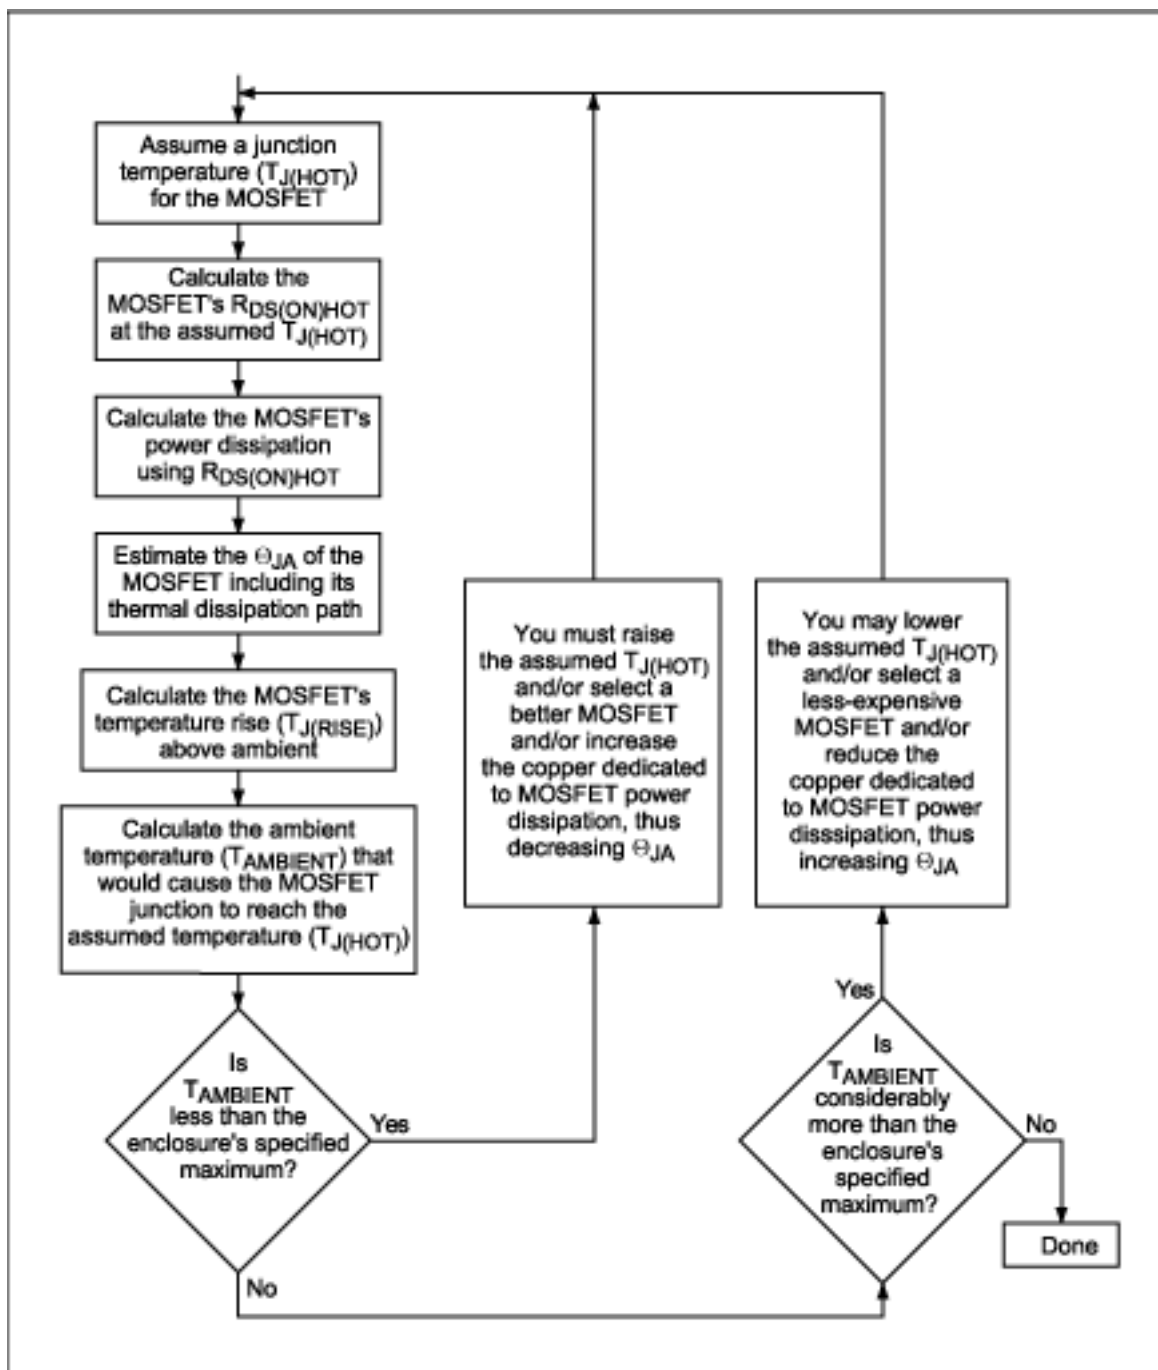 Assume a junction
temperature (TJ(HOT))
for the MOSFET
Calculate the
MOSFET's RDS(ON)HOT
at the assumed TJ(HOT)
Calculate the MOSFET's
power dissipation
using RDS(ON)HOT
Estimate the ΘJA of the
MOSFET including its
thermal dissipation path
Calculate the MOSFET's
temperature rise (TJ(RISE))
above ambient
Calculate the ambient
temperature (TAMBIENT) that
would cause the MOSFET
junction to reach the
assumed temperature (TJ(HOT))
Is
TAMBIENT
less than the
enclosure's specified
maximum?
Yes
No
You must raise
the assumed TJ(HOT)
and/or select a
better MOSFET
and/or increase
the copper dedicated
to MOSFET power
dissipation, thus
decreasing ΘJA
You may lower
the assumed TJ(HOT)
and/or select a
less-expensive
MOSFET and/or
reduce the
copper dedicated
to MOSFET power
disssipation, thus
increasing ΘJA
Yes
Is
TAMBIENT
considerably
more than the
enclosure's
specified
maximum?
No
Done